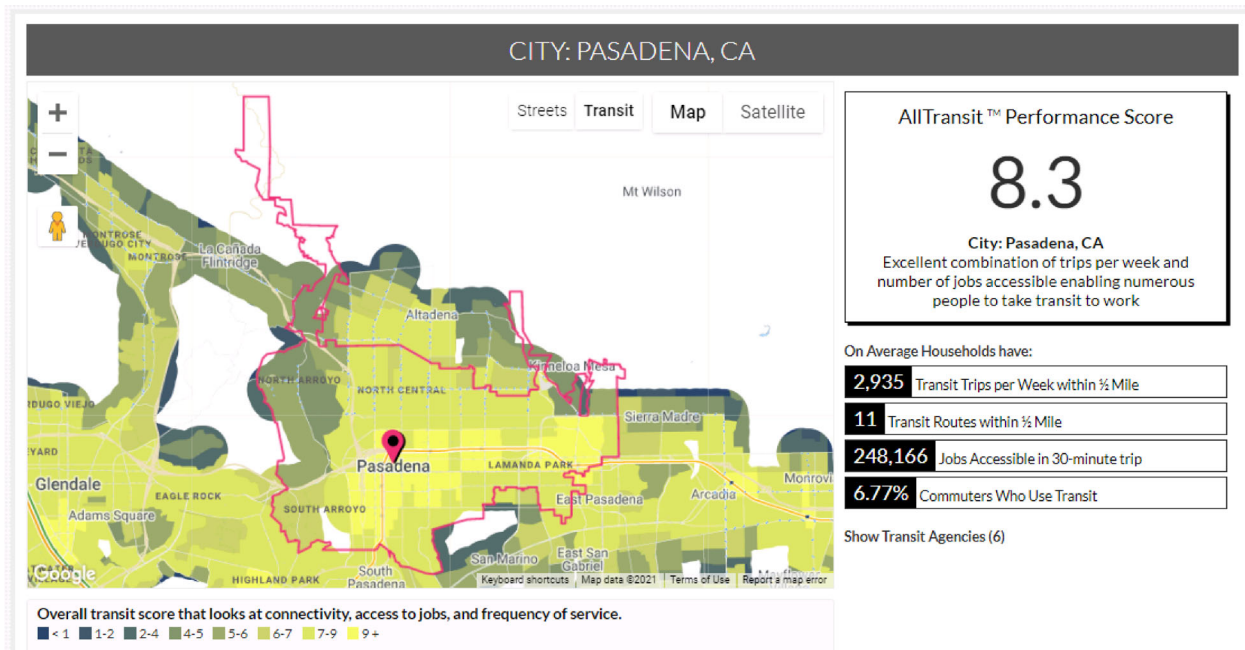 CITY: PASADENA, CA
+
−
Streets
Transit
Map
Satellite
Mt Wilson
MONTROSE
VERDUGO CITY
MONTROSE
La Cañada
Flintridge
Altadena
Kinneloa Mesa
NORTH ARROYO
NORTH CENTRAL
Sierra Madre
Pasadena
LAMANDA PARK
Monrovi
Glendale
EAGLE ROCK
East Pasadena
Arcadia
Adams Square
SOUTH ARROYO
San Marino
East San
Gabriel
HIGHLAND PARK
South
Pasadena
Google
Keyboard shortcuts
Map data ©2021
Terms of Use
Report a map error
Overall transit score that looks at connectivity, access to jobs, and frequency of service.
< 1 1-2 2-4 4-5 5-6 6-7 7-9 9 +
AllTransit ™ Performance Score
8.3
City: Pasadena, CA
Excellent combination of trips per week and
number of jobs accessible enabling numerous
people to take transit to work
On Average Households have:
2,935 Transit Trips per Week within ½ Mile
11 Transit Routes within ½ Mile
248,166 Jobs Accessible in 30-minute trip
6.77% Commuters Who Use Transit
Show Transit Agencies (6)